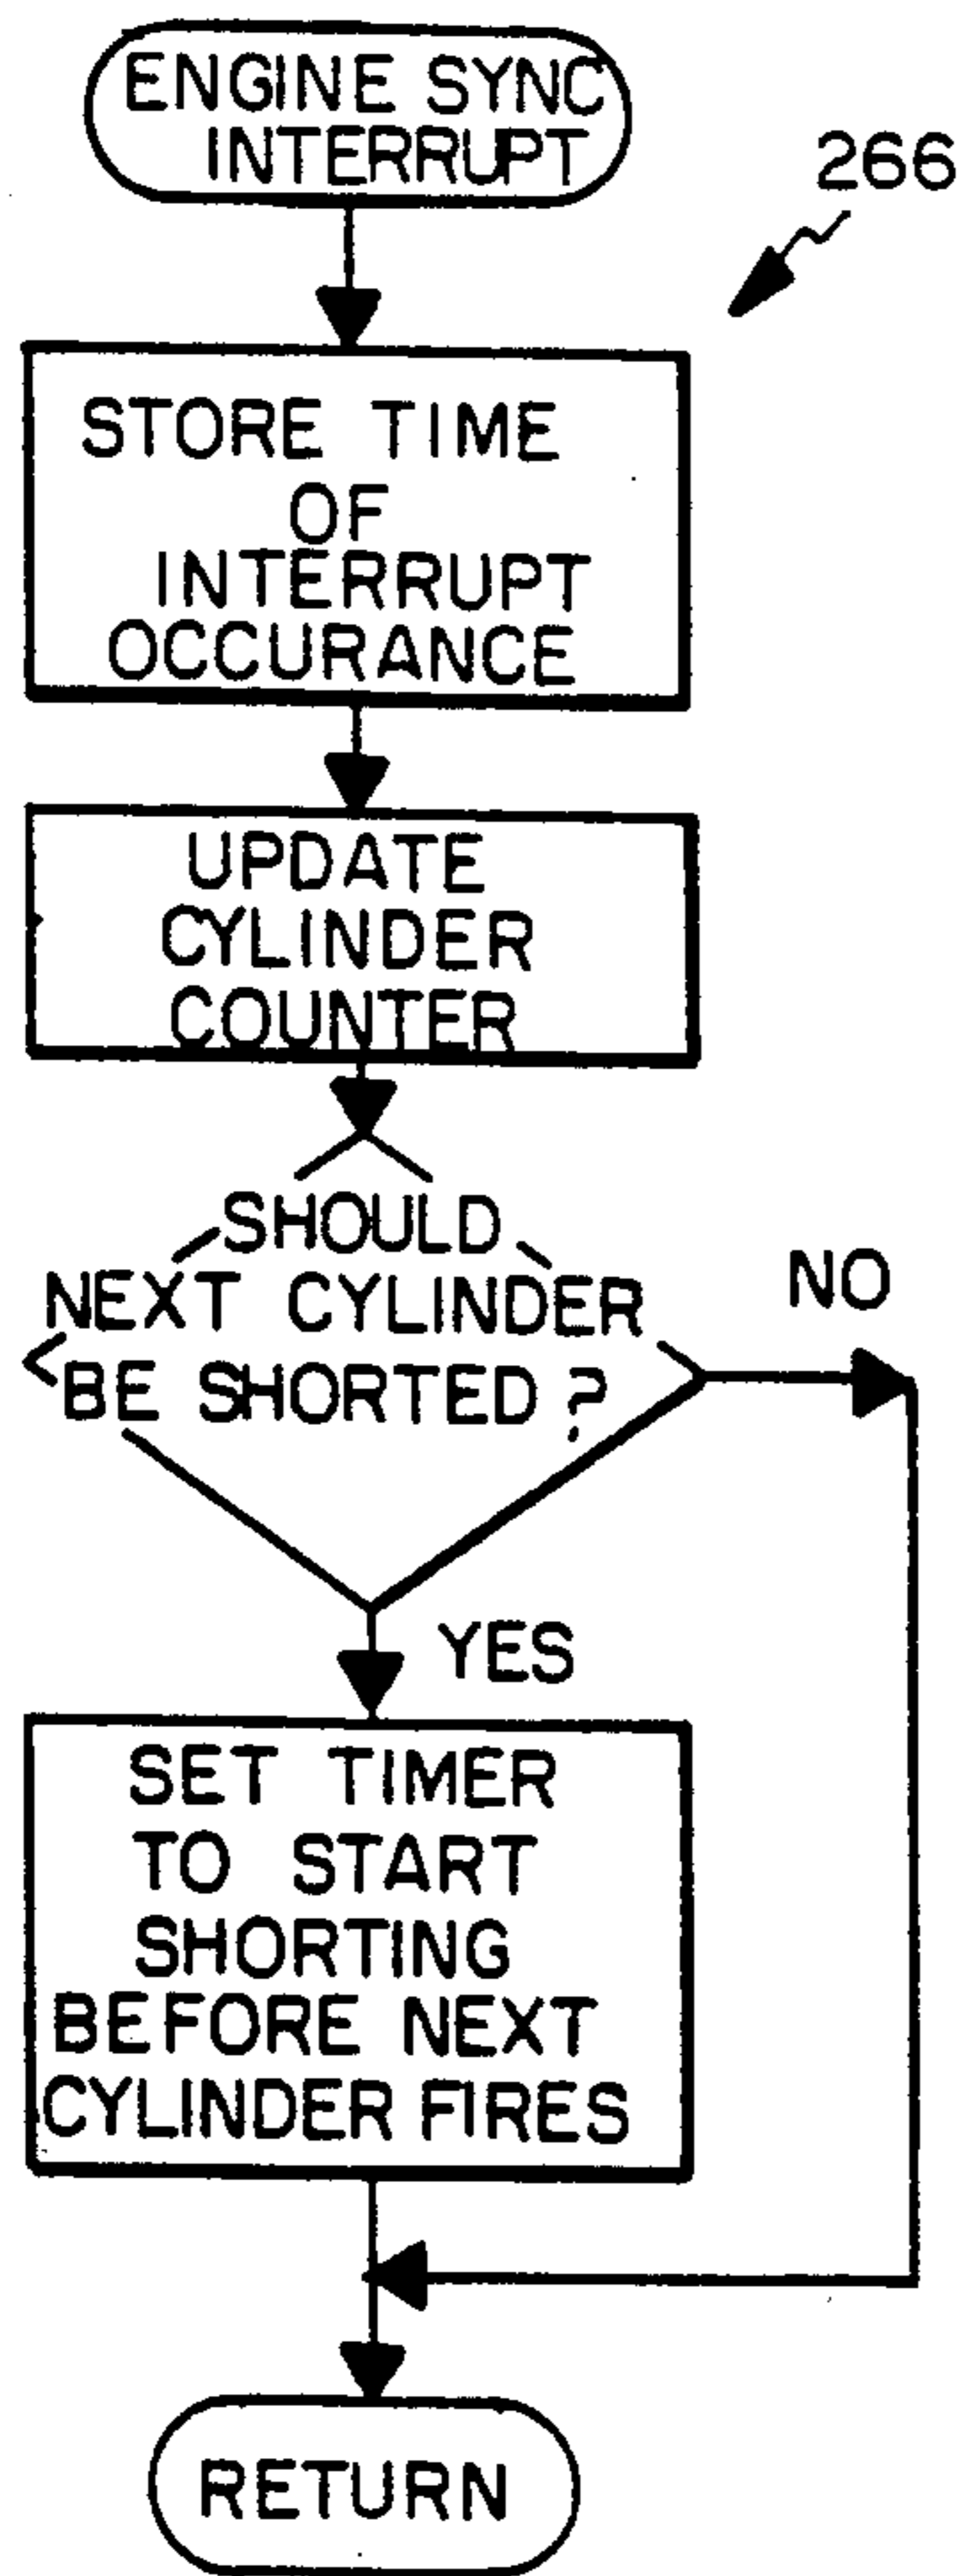 ENGINE SYNC
INTERRUPT
266
STORE TIME
OF
INTERRUPT
OCCURANCE
UPDATE
CYLINDER
COUNTER
SHOULD
NEXT CYLINDER
BE SHORTED?
NO
YES
SET TIMER
TO START
SHORTING
BEFORE NEXT
CYLINDER FIRES
RETURN